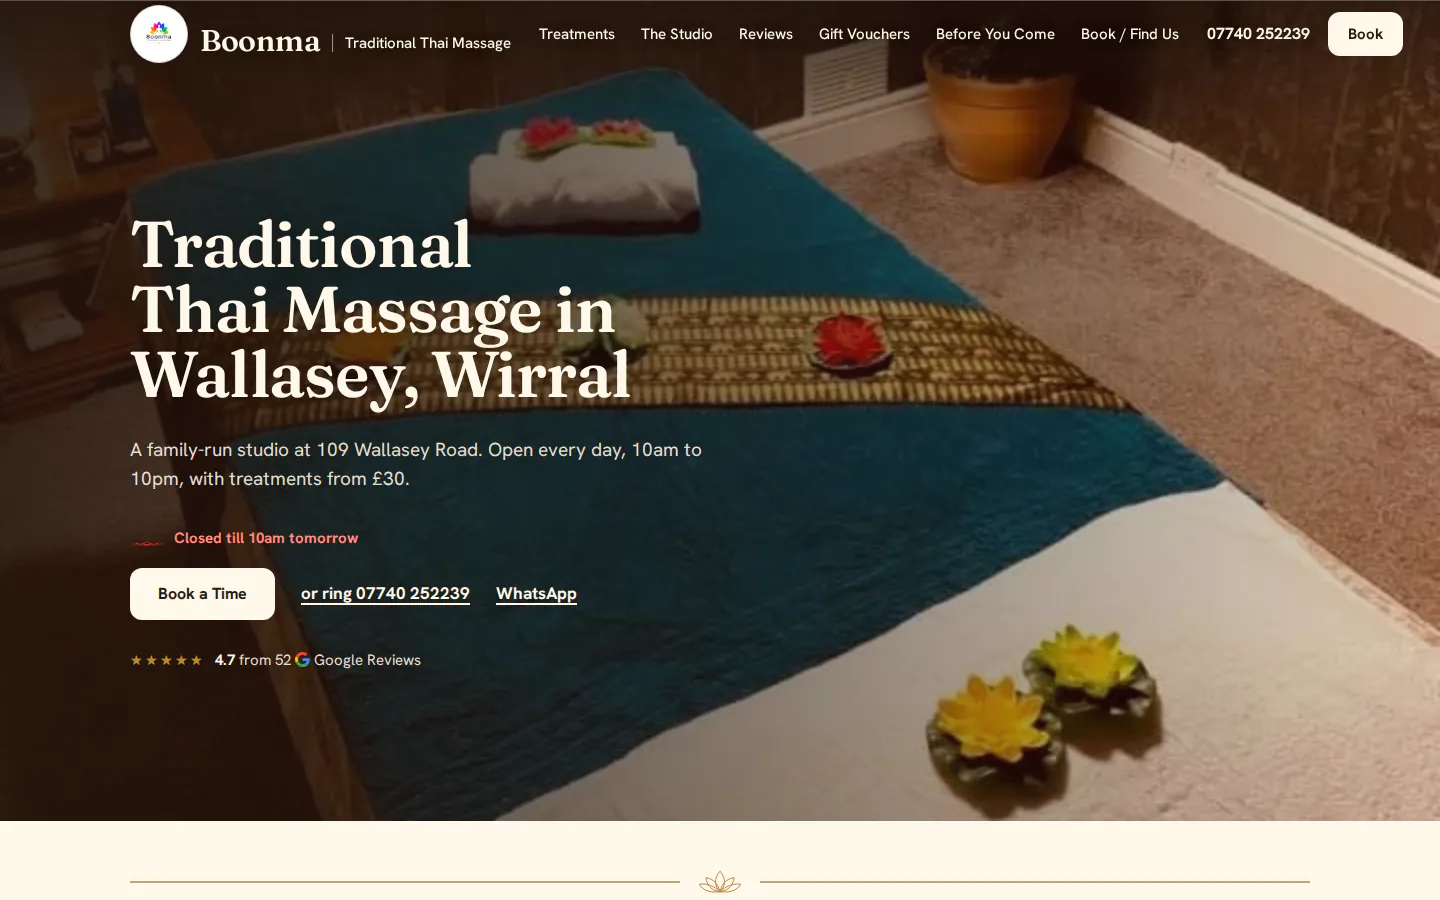 Boonma
Boonma
Traditional Thai Massage
Treatments
The Studio
Reviews
Gift Vouchers
Before You Come
Book / Find Us
07740 252239
Book
Traditional
Thai Massage in
Wallasey, Wirral
A family-run studio at 109 Wallasey Road. Open every day, 10am to
10pm, with treatments from £30.
Closed till 10am tomorrow
Book a Time
or ring 07740 252239
WhatsApp
★★★★★ 4.7 from 52 Google Reviews